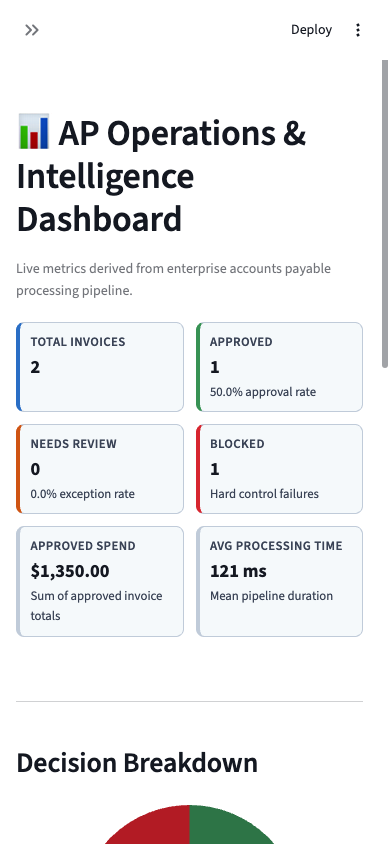 Deploy
AP Operations &
Intelligence
Dashboard
Live metrics derived from enterprise accounts payable
processing pipeline.
TOTAL INVOICES
2
APPROVED
1
50.0% approval rate
NEEDS REVIEW
0
0.0% exception rate
BLOCKED
1
Hard control failures
APPROVED SPEND
$1,350.00
Sum of approved invoice
totals
AVG PROCESSING TIME
121 ms
Mean pipeline duration
Decision Breakdown